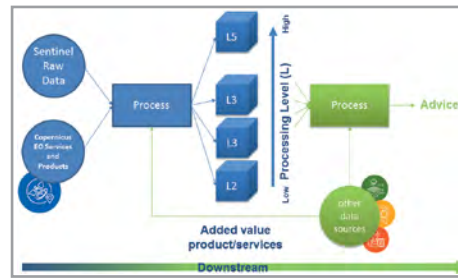 Sentinel
Raw
Data
Copernicus
EO Services
and
Products
Process
L5
L3
L3
L2
Low
Processing Level (L)
High
Process
Advice
other
data
sources
Added value
product/services
Downstream